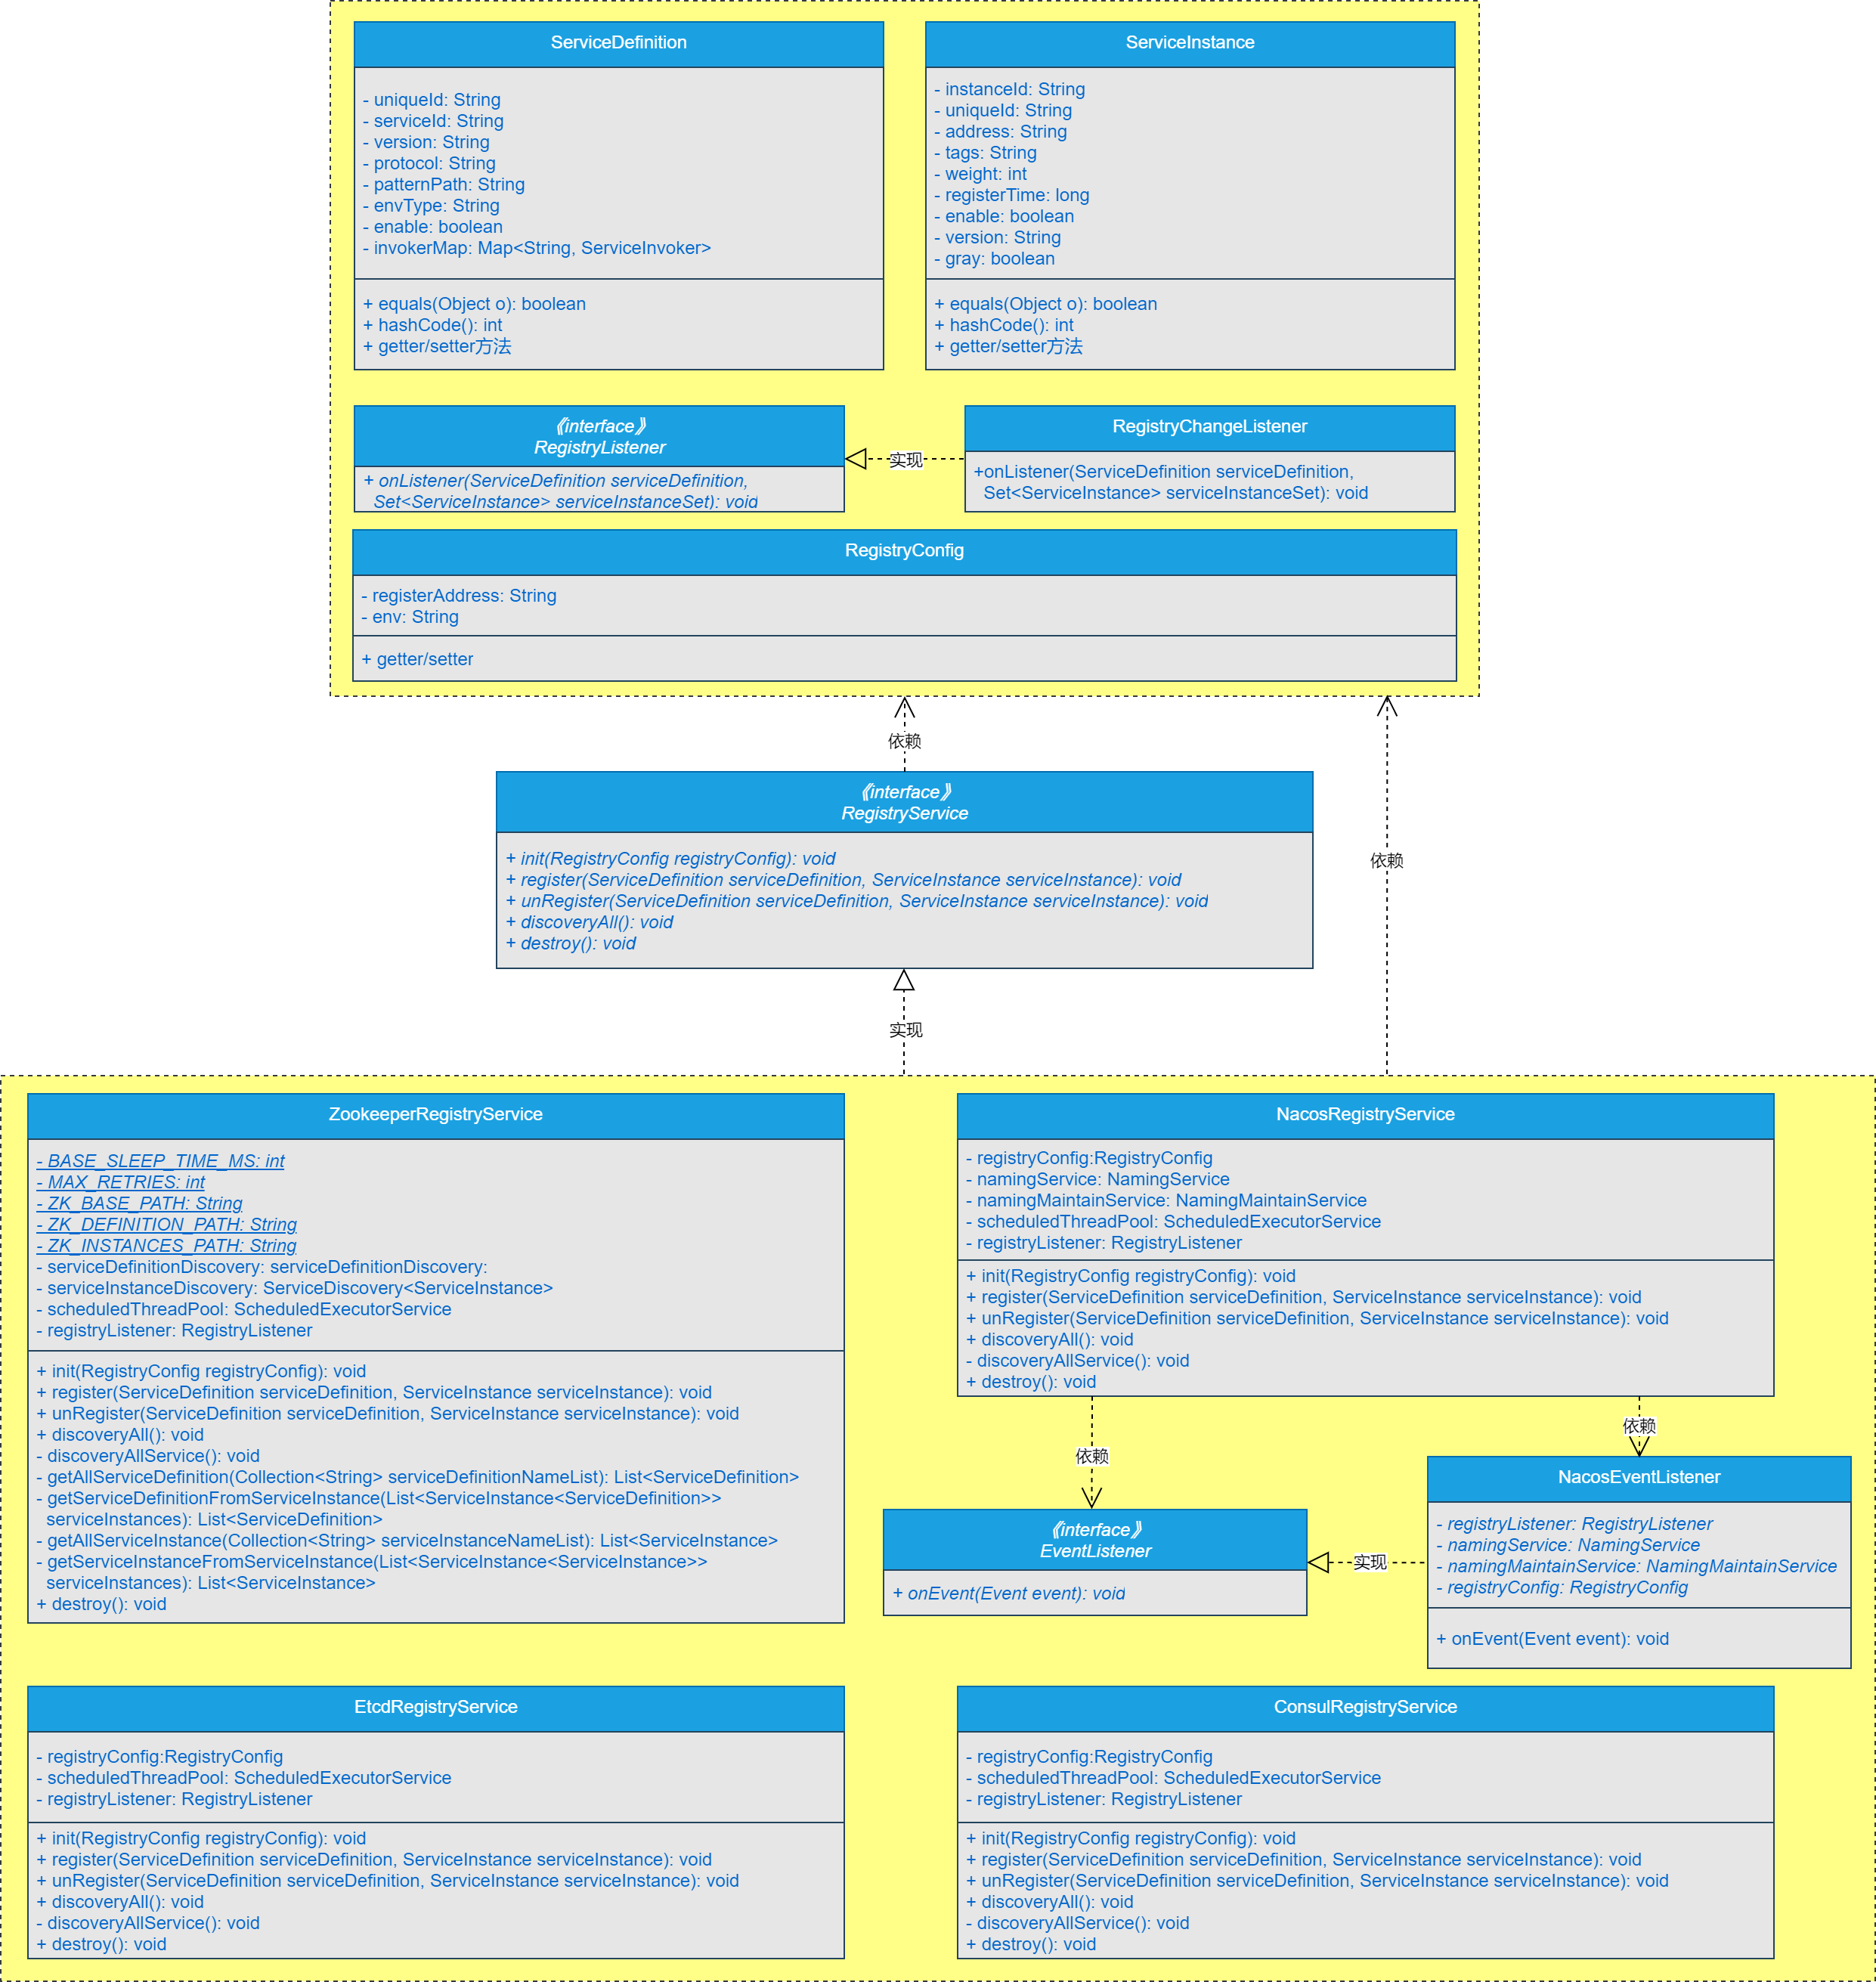 ServiceDefinition
- uniqueId: String
- serviceId: String
- version: String
- protocol: String
- patternPath: String
- envType: String
- enable: boolean
- invokerMap: Map<String, ServiceInvoker>
+ equals(Object o): boolean
+ hashCode(): int
+ getter/setter方法
ServiceInstance
- instanceId: String
- uniqueId: String
- address: String
- tags: String
- weight: int
- registerTime: long
- enable: boolean
- version: String
- gray: boolean
+ equals(Object o): boolean
+ hashCode(): int
+ getter/setter方法
《interface》
RegistryListener
+ onListener(ServiceDefinition serviceDefinition,
Set<ServiceInstance> serviceInstanceSet): void
实现
RegistryChangeListener
+onListener(ServiceDefinition serviceDefinition,
Set<ServiceInstance> serviceInstanceSet): void
RegistryConfig
- registerAddress: String
- env: String
+ getter/setter
依赖
《interface》
RegistryService
+ init(RegistryConfig registryConfig): void
+ register(ServiceDefinition serviceDefinition, ServiceInstance serviceInstance): void
+ unRegister(ServiceDefinition serviceDefinition, ServiceInstance serviceInstance): void
+ discoveryAll(): void
+ destroy(): void
依赖
实现
ZookeeperRegistryService
- BASE_SLEEP_TIME_MS: int
- MAX_RETRIES: int
- ZK_BASE_PATH: String
- ZK_DEFINITION_PATH: String
- ZK_INSTANCES_PATH: String
- serviceDefinitionDiscovery: serviceDefinitionDiscovery:
- serviceInstanceDiscovery: ServiceDiscovery<ServiceInstance>
- scheduledThreadPool: ScheduledExecutorService
- registryListener: RegistryListener
+ init(RegistryConfig registryConfig): void
+ register(ServiceDefinition serviceDefinition, ServiceInstance serviceInstance): void
+ unRegister(ServiceDefinition serviceDefinition, ServiceInstance serviceInstance): void
+ discoveryAll(): void
- discoveryAllService(): void
- getAllServiceDefinition(Collection<String> serviceDefinitionNameList): List<ServiceDefinition>
- getServiceDefinitionFromServiceInstance(List<ServiceInstance<ServiceDefinition>>
serviceInstances): List<ServiceDefinition>
- getAllServiceInstance(Collection<String> serviceInstanceNameList): List<ServiceInstance>
- getServiceInstanceFromServiceInstance(List<ServiceInstance<ServiceInstance>>
serviceInstances): List<ServiceInstance>
+ destroy(): void
NacosRegistryService
- registryConfig:RegistryConfig
- namingService: NamingService
- namingMaintainService: NamingMaintainService
- scheduledThreadPool: ScheduledExecutorService
- registryListener: RegistryListener
+ init(RegistryConfig registryConfig): void
+ register(ServiceDefinition serviceDefinition, ServiceInstance serviceInstance): void
+ unRegister(ServiceDefinition serviceDefinition, ServiceInstance serviceInstance): void
+ discoveryAll(): void
- discoveryAllService(): void
+ destroy(): void
依赖
依赖
《interface》
EventListener
+ onEvent(Event event): void
实现
NacosEventListener
- registryListener: RegistryListener
- namingService: NamingService
- namingMaintainService: NamingMaintainService
- registryConfig: RegistryConfig
+ onEvent(Event event): void
EtcdRegistryService
- registryConfig:RegistryConfig
- scheduledThreadPool: ScheduledExecutorService
- registryListener: RegistryListener
+ init(RegistryConfig registryConfig): void
+ register(ServiceDefinition serviceDefinition, ServiceInstance serviceInstance): void
+ unRegister(ServiceDefinition serviceDefinition, ServiceInstance serviceInstance): void
+ discoveryAll(): void
- discoveryAllService(): void
+ destroy(): void
ConsulRegistryService
- registryConfig:RegistryConfig
- scheduledThreadPool: ScheduledExecutorService
- registryListener: RegistryListener
+ init(RegistryConfig registryConfig): void
+ register(ServiceDefinition serviceDefinition, ServiceInstance serviceInstance): void
+ unRegister(ServiceDefinition serviceDefinition, ServiceInstance serviceInstance): void
+ discoveryAll(): void
- discoveryAllService(): void
+ destroy(): void